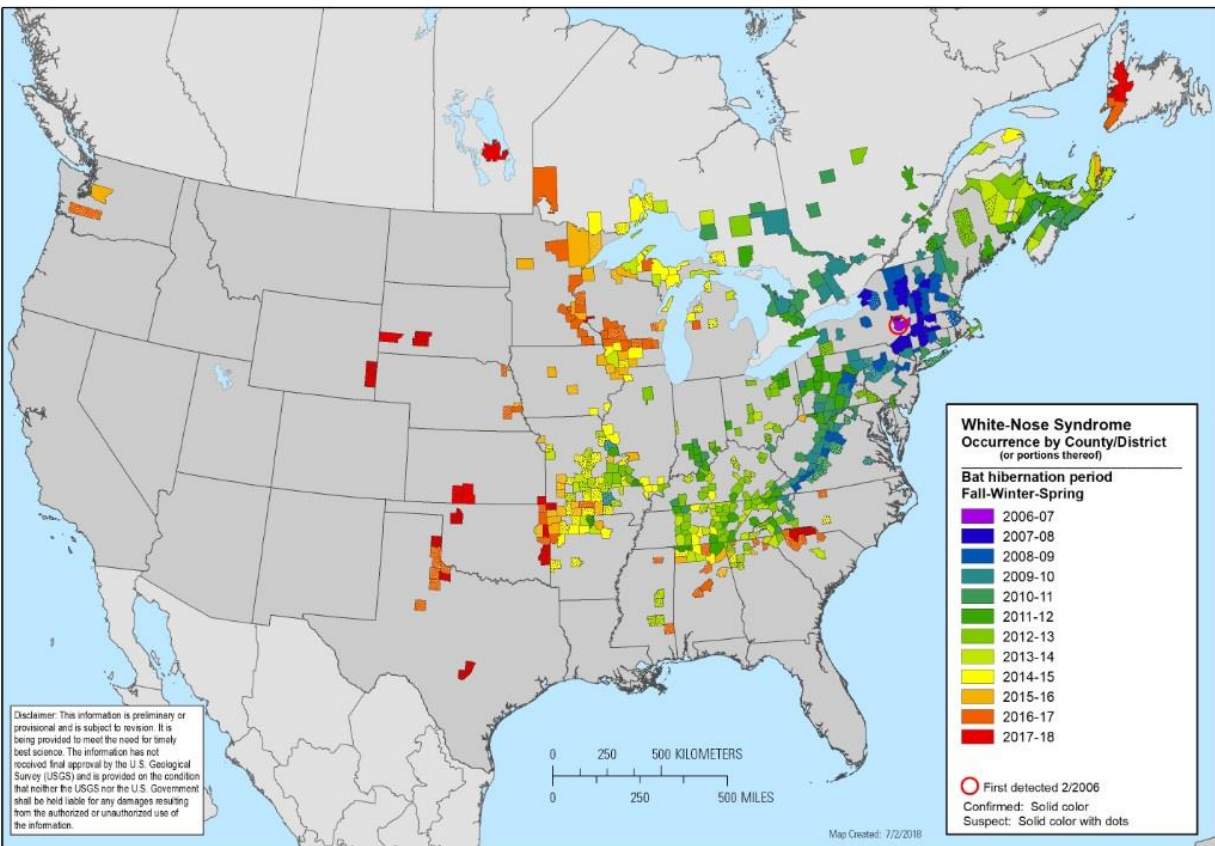 White-Nose Syndrome
Occurrence by County/District
(or portions thereof)
Bat hibernation period
Fall-Winter-Spring
2006-07
2007-08
2008-09
2009-10
2010-11
2011-12
2012-13
2013-14
2014-15
2015-16
2016-17
2017-18
First detected 2/2006
Confirmed: Solid color
Suspect: Solid color with dots
Disclaimer: This information is preliminary or
provisional and is subject to revision. It is
being provided to meet the need for timely
best science. The information has not
received final approval by the U.S. Geological
Survey (USGS) and is provided on the condition
that neither the USGS nor the U.S. Government
shall be held liable for any damages resulting
from the authorized or unauthorized use of
the information.
0 250 500 KILOMETERS
0 250 500 MILES
Map Created: 7/2/2018